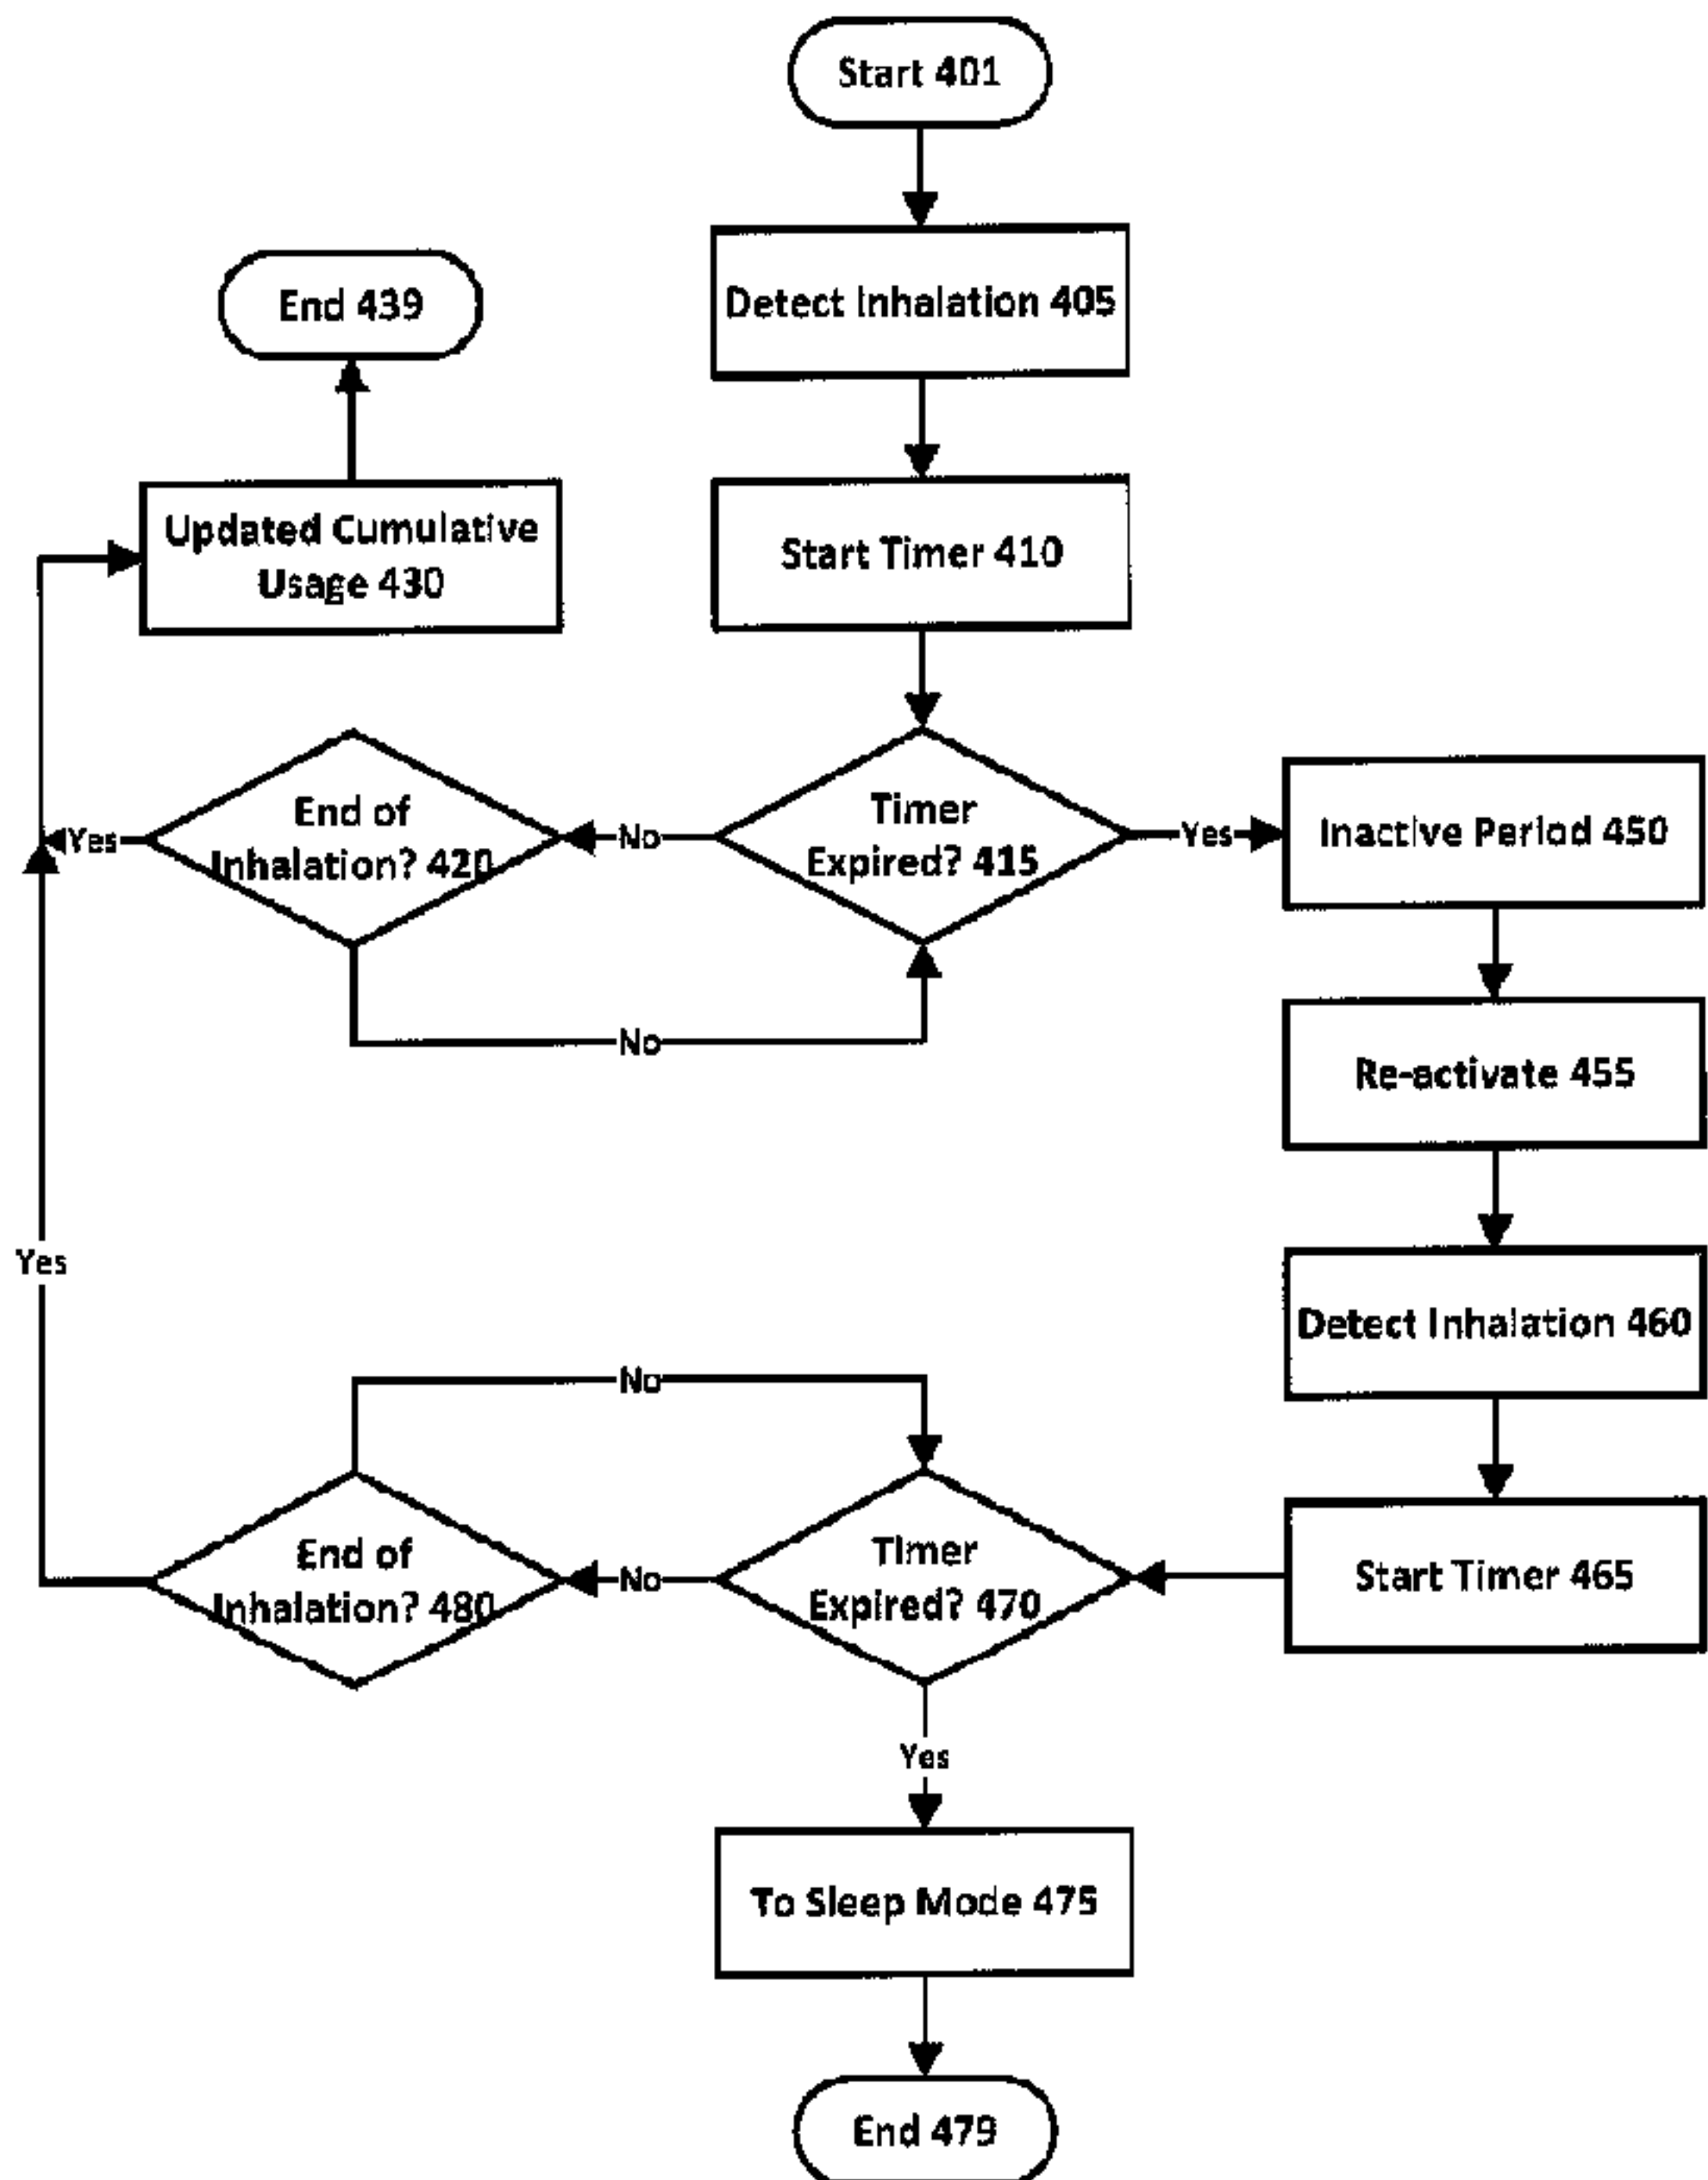 Start 401
Detect Inhalation 405
End 439
Updated Cumulative
Usage 430
Start Timer 410
End of
Inhalation? 420
Yes
No
Timer
Expired? 415
Yes
Inactive Period 450
No
Re-activate 455
Yes
Detect Inhalation 460
No
End of
Inhalation? 480
No
Timer
Expired? 470
Start Timer 465
Yes
To Sleep Mode 475
End 479